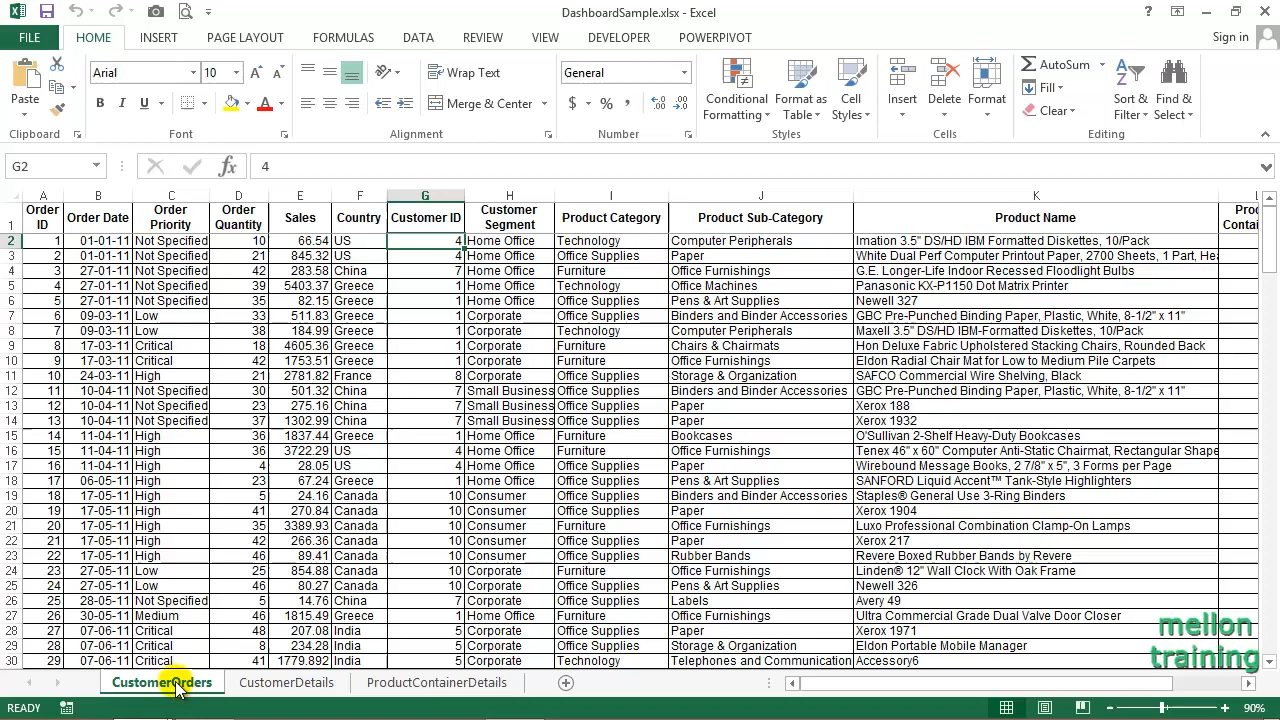 DashboardSample.xlsx - Excel
FILE HOME INSERT PAGE LAYOUT FORMULAS DATA REVIEW VIEW DEVELOPER POWERPIVOT Sign in
Arial 10 Wrap Text General AutoSum
Fill
Paste B I U Merge & Center $ % , Conditional Formatting Format as Table Cell Styles Insert Delete Format Clear Sort & Filter Find & Select
Clipboard Font Alignment Number Styles Cells Editing
G2 fx 4
A B C D E F G H I J K L
1 Order ID Order Date Order Priority Order Quantity Sales Country Customer ID Customer Segment Product Category Product Sub-Category Product Name Produ Contain
2 1 01-01-11 Not Specified 10 66.54 US 4 Home Office Technology Computer Peripherals Imation 3.5" DS/HD IBM Formatted Diskettes, 10/Pack
3 2 01-01-11 Not Specified 21 845.32 US 4 Home Office Office Supplies Paper White Dual Perf Computer Printout Paper, 2700 Sheets, 1 Part, Hea
4 3 27-01-11 Not Specified 42 283.58 China 7 Home Office Furniture Office Furnishings G.E. Longer-Life Indoor Recessed Floodlight Bulbs
5 4 27-01-11 Not Specified 39 5403.37 Greece 1 Home Office Technology Office Machines Panasonic KX-P1150 Dot Matrix Printer
6 5 27-01-11 Not Specified 35 82.15 Greece 1 Home Office Office Supplies Pens & Art Supplies Newell 327
7 6 09-03-11 Low 33 511.83 Greece 1 Corporate Office Supplies Binders and Binder Accessories GBC Pre-Punched Binding Paper, Plastic, White, 8-1/2" x 11"
8 7 09-03-11 Low 38 184.99 Greece 1 Corporate Technology Computer Peripherals Maxell 3.5" DS/HD IBM-Formatted Diskettes, 10/Pack
9 8 17-03-11 Critical 18 4605.36 Greece 1 Corporate Furniture Chairs & Chairmats Hon Deluxe Fabric Upholstered Stacking Chairs, Rounded Back
10 9 17-03-11 Critical 42 1753.51 Greece 1 Corporate Furniture Office Furnishings Eldon Radial Chair Mat for Low to Medium Pile Carpets
11 10 24-03-11 High 21 2781.82 France 8 Corporate Office Supplies Storage & Organization SAFCO Commercial Wire Shelving, Black
12 11 10-04-11 Not Specified 30 501.32 China 7 Small Business Office Supplies Binders and Binder Accessories GBC Pre-Punched Binding Paper, Plastic, White, 8-1/2" x 11"
13 12 10-04-11 Not Specified 23 275.16 China 7 Small Business Office Supplies Paper Xerox 188
14 13 10-04-11 Not Specified 37 1302.99 China 7 Small Business Office Supplies Paper Xerox 1932
15 14 11-04-11 High 36 1837.44 Greece 1 Home Office Furniture Bookcases O'Sullivan 2-Shelf Heavy-Duty Bookcases
16 15 11-04-11 High 36 3722.29 US 4 Home Office Furniture Office Furnishings Tenex 46" x 60" Computer Anti-Static Chairmat, Rectangular Shape
17 16 11-04-11 High 4 28.05 US 4 Home Office Office Supplies Paper Wirebound Message Books, 2 7/8" x 5", 3 Forms per Page
18 17 06-05-11 High 23 67.24 Greece 1 Home Office Office Supplies Pens & Art Supplies SANFORD Liquid Accent™ Tank-Style Highlighters
19 18 17-05-11 High 5 24.16 Canada 10 Consumer Office Supplies Binders and Binder Accessories Staples® General Use 3-Ring Binders
20 19 17-05-11 High 41 270.84 Canada 10 Consumer Office Supplies Paper Xerox 1904
21 20 17-05-11 High 35 3389.93 Canada 10 Consumer Furniture Office Furnishings Luxo Professional Combination Clamp-On Lamps
22 21 17-05-11 High 42 266.36 Canada 10 Consumer Office Supplies Paper Xerox 217
23 22 17-05-11 High 46 89.41 Canada 10 Consumer Office Supplies Rubber Bands Revere Boxed Rubber Bands by Revere
24 23 27-05-11 Low 25 854.88 Canada 10 Corporate Furniture Office Furnishings Linden® 12" Wall Clock With Oak Frame
25 24 27-05-11 Low 46 80.27 Canada 10 Corporate Office Supplies Pens & Art Supplies Newell 326
26 25 28-05-11 Not Specified 5 14.76 China 7 Corporate Office Supplies Labels Avery 49
27 26 30-05-11 Medium 46 1815.49 Greece 1 Home Office Furniture Office Furnishings Ultra Commercial Grade Dual Valve Door Closer
28 27 07-06-11 Critical 48 207.08 India 5 Corporate Office Supplies Paper Xerox 1971
29 28 07-06-11 Critical 8 234.28 India 5 Corporate Office Supplies Storage & Organization Eldon Portable Mobile Manager
30 29 07-06-11 Critical 41 1779.892 India 5 Corporate Technology Telephones and Communication Accessory6
mellon
training
CustomerOrders CustomerDetails ProductContainerDetails
READY 90%